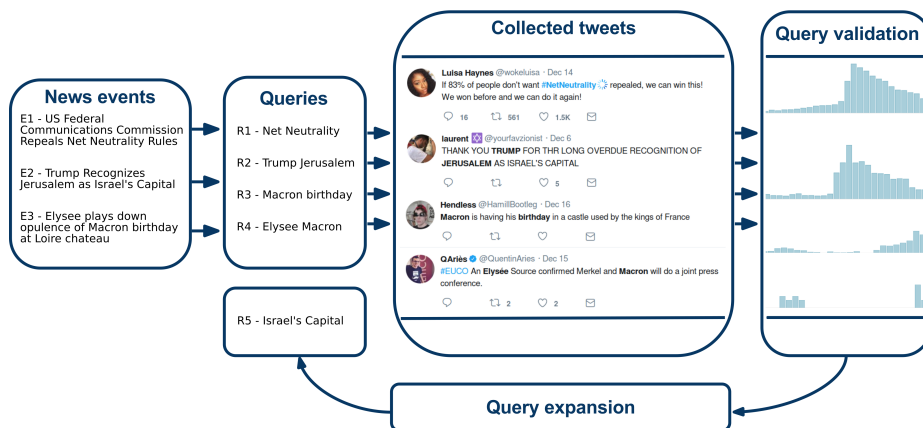 News events
E1 - US Federal
Communications Commission
Repeals Net Neutrality Rules
E2 - Trump Recognizes
Jerusalem as Israel's Capital
E3 - Elysee plays down
opulence of Macron birthday
at Loire chateau
Queries
R1 - Net Neutrality
R2 - Trump Jerusalem
R3 - Macron birthday
R4 - Elysee Macron
R5 - Israel's Capital
Collected tweets
Luisa Haynes @wokeluisa · Dec 14
If 83% of people don't want #NetNeutrality repealed, we can win this!
We won before and we can do it again!
16 561 1.5K
laurent @yourfavzionist · Dec 6
THANK YOU TRUMP FOR THR LONG OVERDUE RECOGNITION OF
JERUSALEM AS ISRAEL'S CAPITAL
5
Hendless @HamillBootleg · Dec 16
Macron is having his birthday in a castle used by the kings of France
QAriès @QuentinAries · Dec 15
#EUCO An Elysée Source confirmed Merkel and Macron will do a joint press
conference.
2 2
Query validation
Query expansion